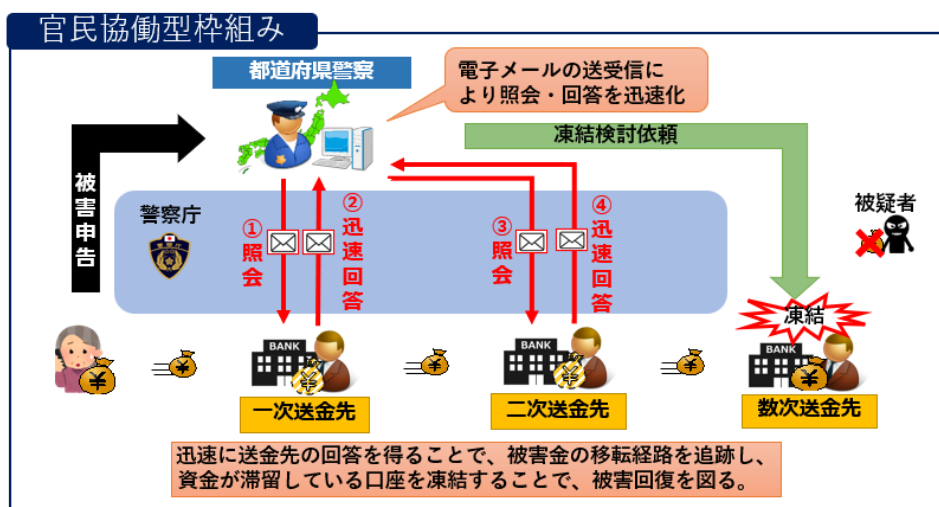 官民協働型枠組み
都道府県警察
電子メールの送受信に
より照会・回答を迅速化
凍結検討依頼
被害申告
警察庁
①照会
②迅速回答
③照会
④迅速回答
被疑者
凍結
BANK
BANK
BANK
¥
¥
¥
¥
¥
¥
¥
一次送金先
二次送金先
数次送金先
迅速に送金先の回答を得ることで、被害金の移転経路を追跡し、
資金が滞留している口座を凍結することで、被害回復を図る。